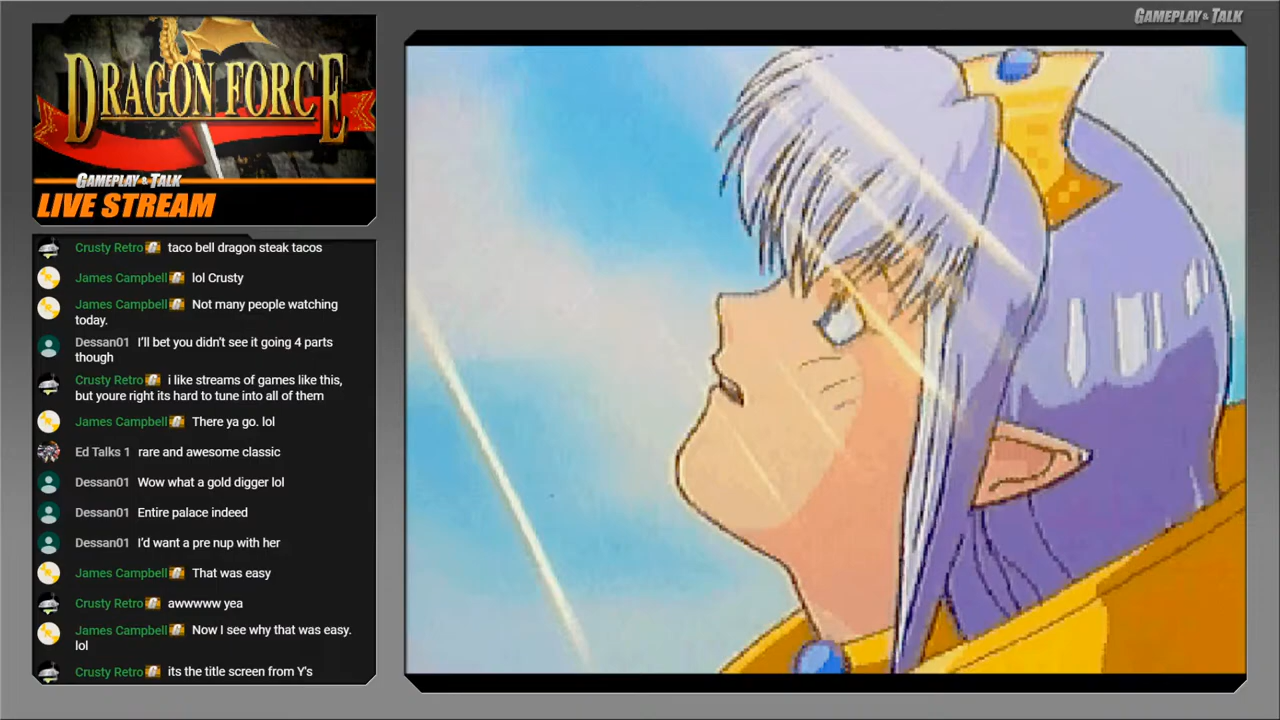 GAMEPLAY & TALK
DRAGON FORCE
GAMEPLAY & TALK
LIVE STREAM
Crusty Retro taco bell dragon steak tacos
James Campbell lol Crusty
James Campbell Not many people watching
today.
Dessan01 I'll bet you didn't see it going 4 parts
though
Crusty Retro i like streams of games like this,
but youre right its hard to tune into all of them
James Campbell There ya go. lol
Ed Talks 1 rare and awesome classic
Dessan01 Wow what a gold digger lol
Dessan01 Entire palace indeed
Dessan01 I'd want a pre nup with her
James Campbell That was easy
Crusty Retro awwwww yea
James Campbell Now I see why that was easy.
lol
Crusty Retro its the title screen from Y's